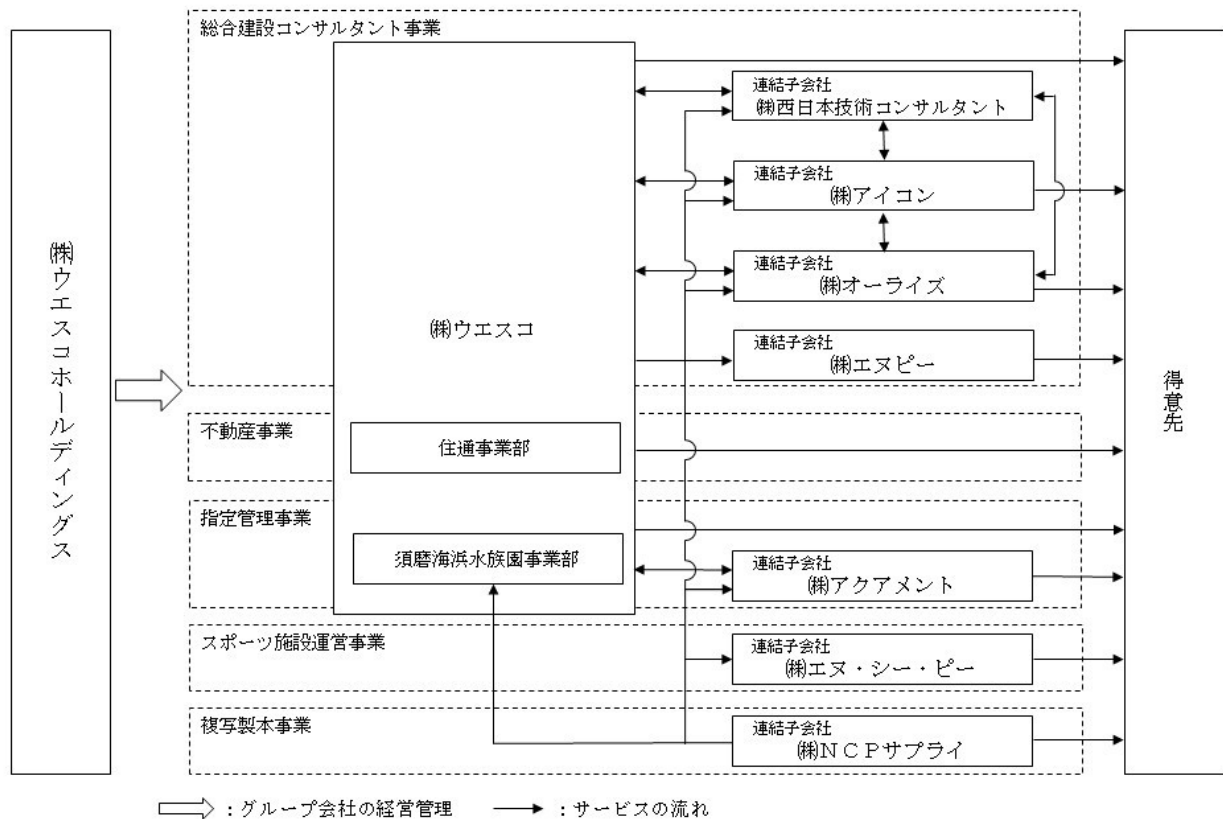 総合建設コンサルタント事業
㈱ウエスコホールディングス
㈱ウエスコ
連結子会社
㈱西日本技術コンサルタント
連結子会社
㈱アイコン
連結子会社
㈱オーライズ
連結子会社
㈱エヌピー
得意先
不動産事業
住通事業部
指定管理事業
須磨海浜水族園事業部
連結子会社
㈱アクアメント
スポーツ施設運営事業
連結子会社
㈱エヌ・シー・ピー
複写製本事業
連結子会社
㈱ＮＣＰサプライ
：グループ会社の経営管理
：サービスの流れ